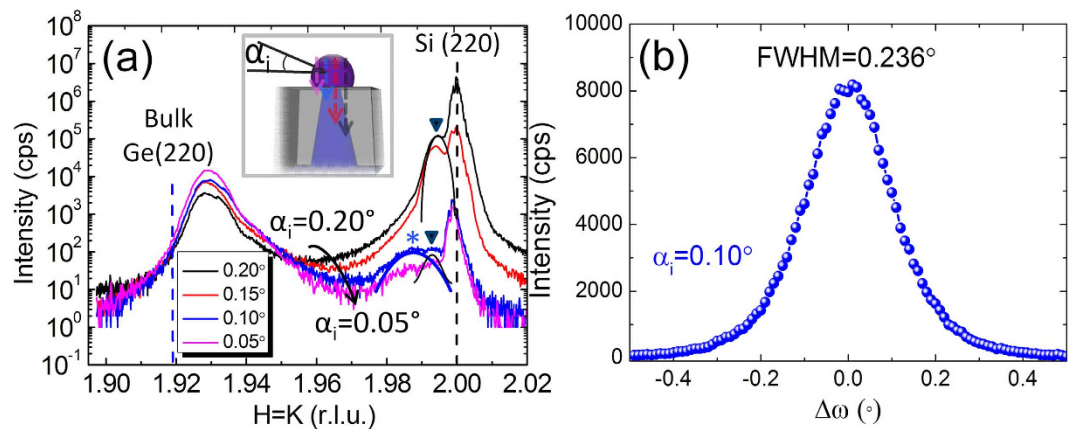 (a)
Si (220)
αi
Bulk
Ge(220)
αi=0.20°
*
αi=0.05°
0.20°
0.15°
0.10°
0.05°
Intensity (cps)
10^8
10^7
10^6
10^5
10^4
10^3
10^2
10^1
10^0
10^-1
1.90 1.92 1.94 1.96 1.98 2.00 2.02
H=K (r.l.u.)
(b)
FWHM=0.236°
αi=0.10°
Intensity (cps)
10000
8000
6000
4000
2000
0
-0.4 -0.2 0.0 0.2 0.4
Δω (°)